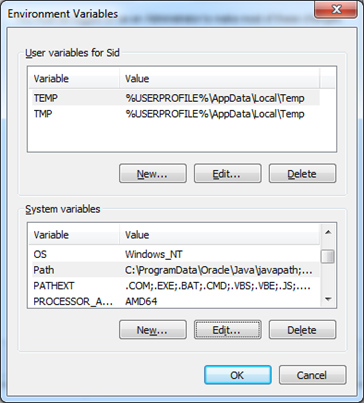 Environment Variables
User variables for Sid
Variable Value
TEMP %USERPROFILE%\AppData\Local\Temp
TMP %USERPROFILE%\AppData\Local\Temp
New... Edit... Delete
System variables
Variable Value
OS Windows_NT
Path C:\ProgramData\Oracle\Java\javapath;...
PATHEXT .COM;.EXE;.BAT;.CMD;.VBS;.VBE;.JS;....
PROCESSOR_A... AMD64
New... Edit... Delete
OK Cancel